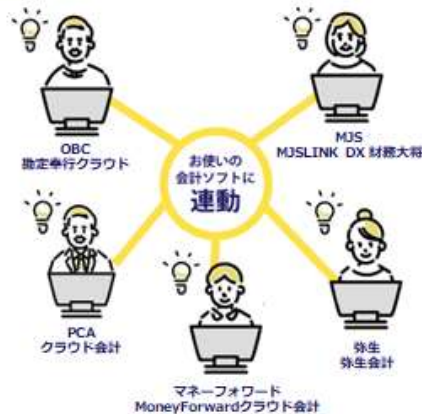 OBC
勘定奉行クラウド
MJS
MJSLINK DX 財務大将
お使いの
会計ソフトに
連動
PCA
クラウド会計
マネーフォワード
MoneyForwardクラウド会計
弥生
弥生会計